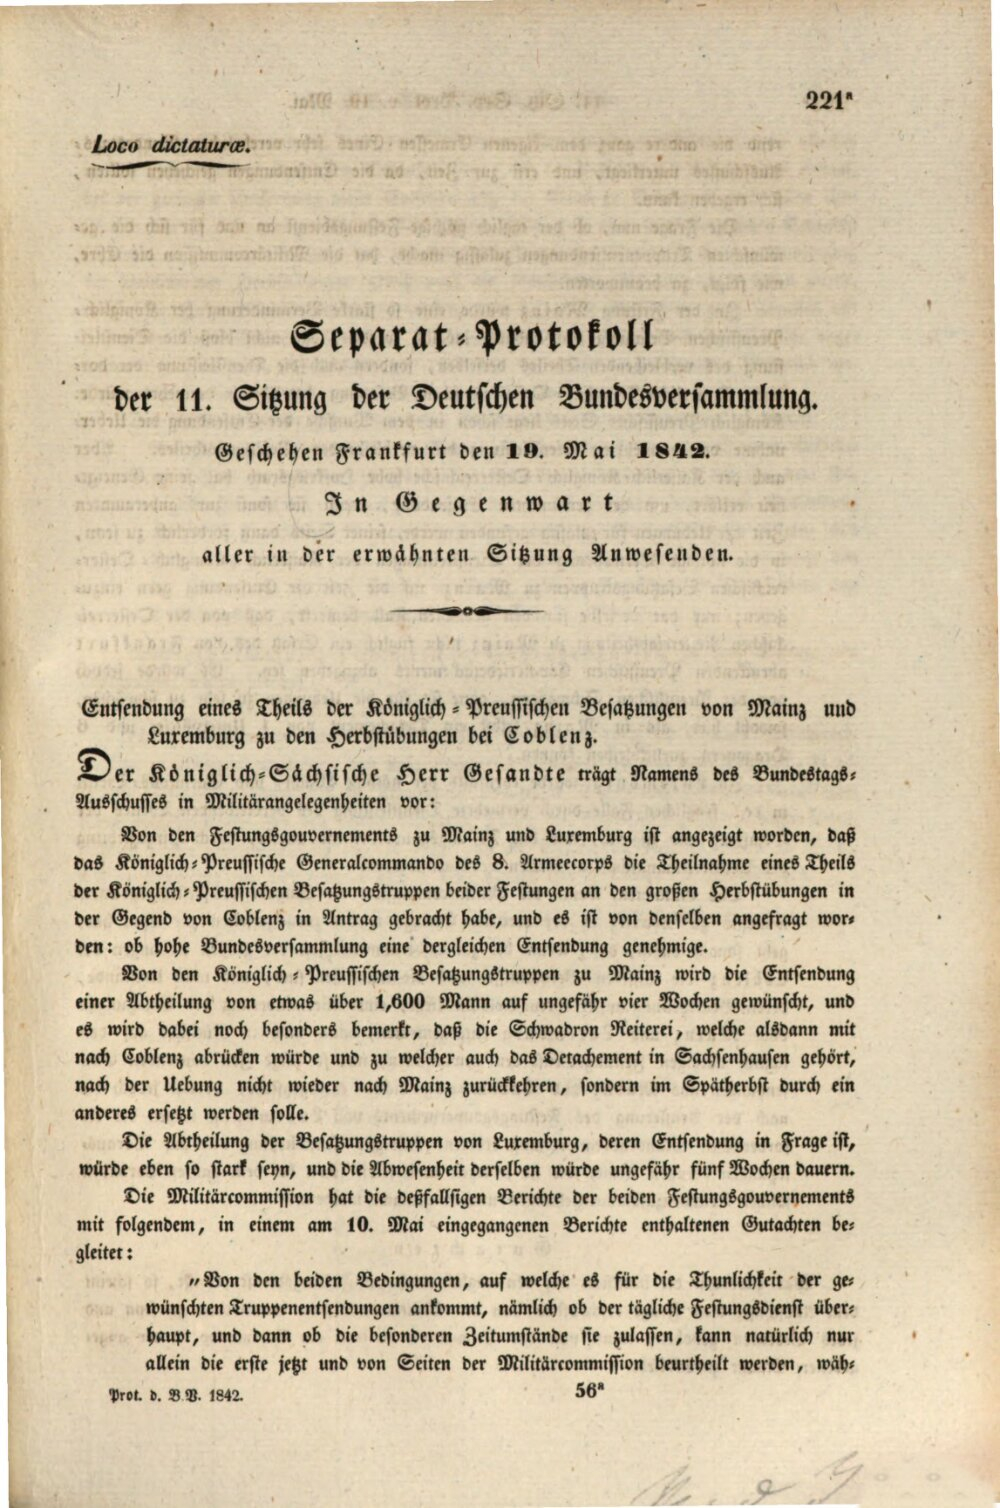 221ᵃ
Loco dictaturæ.
Separat-Protokoll
der 11. Sitzung der Deutschen Bundesversammlung.
Geschehen Frankfurt den 19. Mai 1842.
In Gegenwart
aller in der erwähnten Sitzung Anwesenden.
Entsendung eines Theils der Königlich-Preussischen Besatzungen von Mainz und
Luxemburg zu den Herbstübungen bei Coblenz.
Der Königlich-Sächsische Herr Gesandte trägt Namens des Bundestags-
Ausschusses in Militärangelegenheiten vor:
Von den Festungsgouvernements zu Mainz und Luxemburg ist angezeigt worden, daß
das Königlich-Preussische Generalcommando des 8. Armeecorps die Theilnahme eines Theils
der Königlich-Preussischen Besatzungstruppen beider Festungen an den großen Herbstübungen in
der Gegend von Coblenz in Antrag gebracht habe, und es ist von denselben angefragt wor-
den: ob hohe Bundesversammlung eine dergleichen Entsendung genehmige.
Von den Königlich-Preussischen Besatzungstruppen zu Mainz wird die Entsendung
einer Abtheilung von etwas über 1,600 Mann auf ungefähr vier Wochen gewünscht, und
es wird dabei noch besonders bemerkt, daß die Schwadron Reiterei, welche alsdann mit
nach Coblenz abrücken würde und zu welcher auch das Detachement in Sachsenhausen gehört,
nach der Uebung nicht wieder nach Mainz zurückkehren, sondern im Spätherbst durch ein
anderes ersetzt werden solle.
Die Abtheilung der Besatzungstruppen von Luxemburg, deren Entsendung in Frage ist,
würde eben so stark seyn, und die Abwesenheit derselben würde ungefähr fünf Wochen dauern.
Die Militärcommission hat die deßfallsigen Berichte der beiden Festungsgouvernements
mit folgendem, in einem am 10. Mai eingegangenen Berichte enthaltenen Gutachten be-
gleitet:
„Von den beiden Bedingungen, auf welche es für die Thunlichkeit der ge-
wünschten Truppenentsendungen ankommt, nämlich ob der tägliche Festungsdienst über-
haupt, und dann ob die besonderen Zeitumstände sie zulassen, kann natürlich nur
allein die erste jetzt und von Seiten der Militärcommission beurtheilt werden, wäh-
Prot. d. B.V. 1842.
56ᵃ